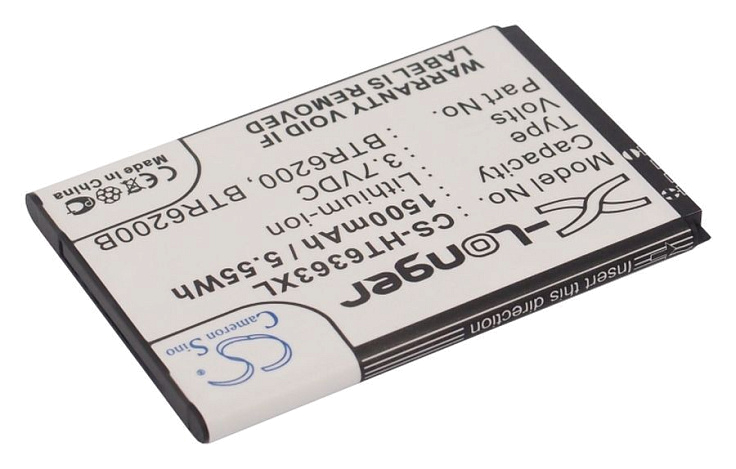 X-Longer
Model No. CS-HT6363XL
Capacity 1500mAh / 5.55Wh
Type Lithium-ion
Volts 3.7VDC
Part No. BTR6200, BTR6200B
WARRANTY VOID IF
LABEL IS REMOVED
CE
Made in China
CS
Cameron Sino
Insert this direction